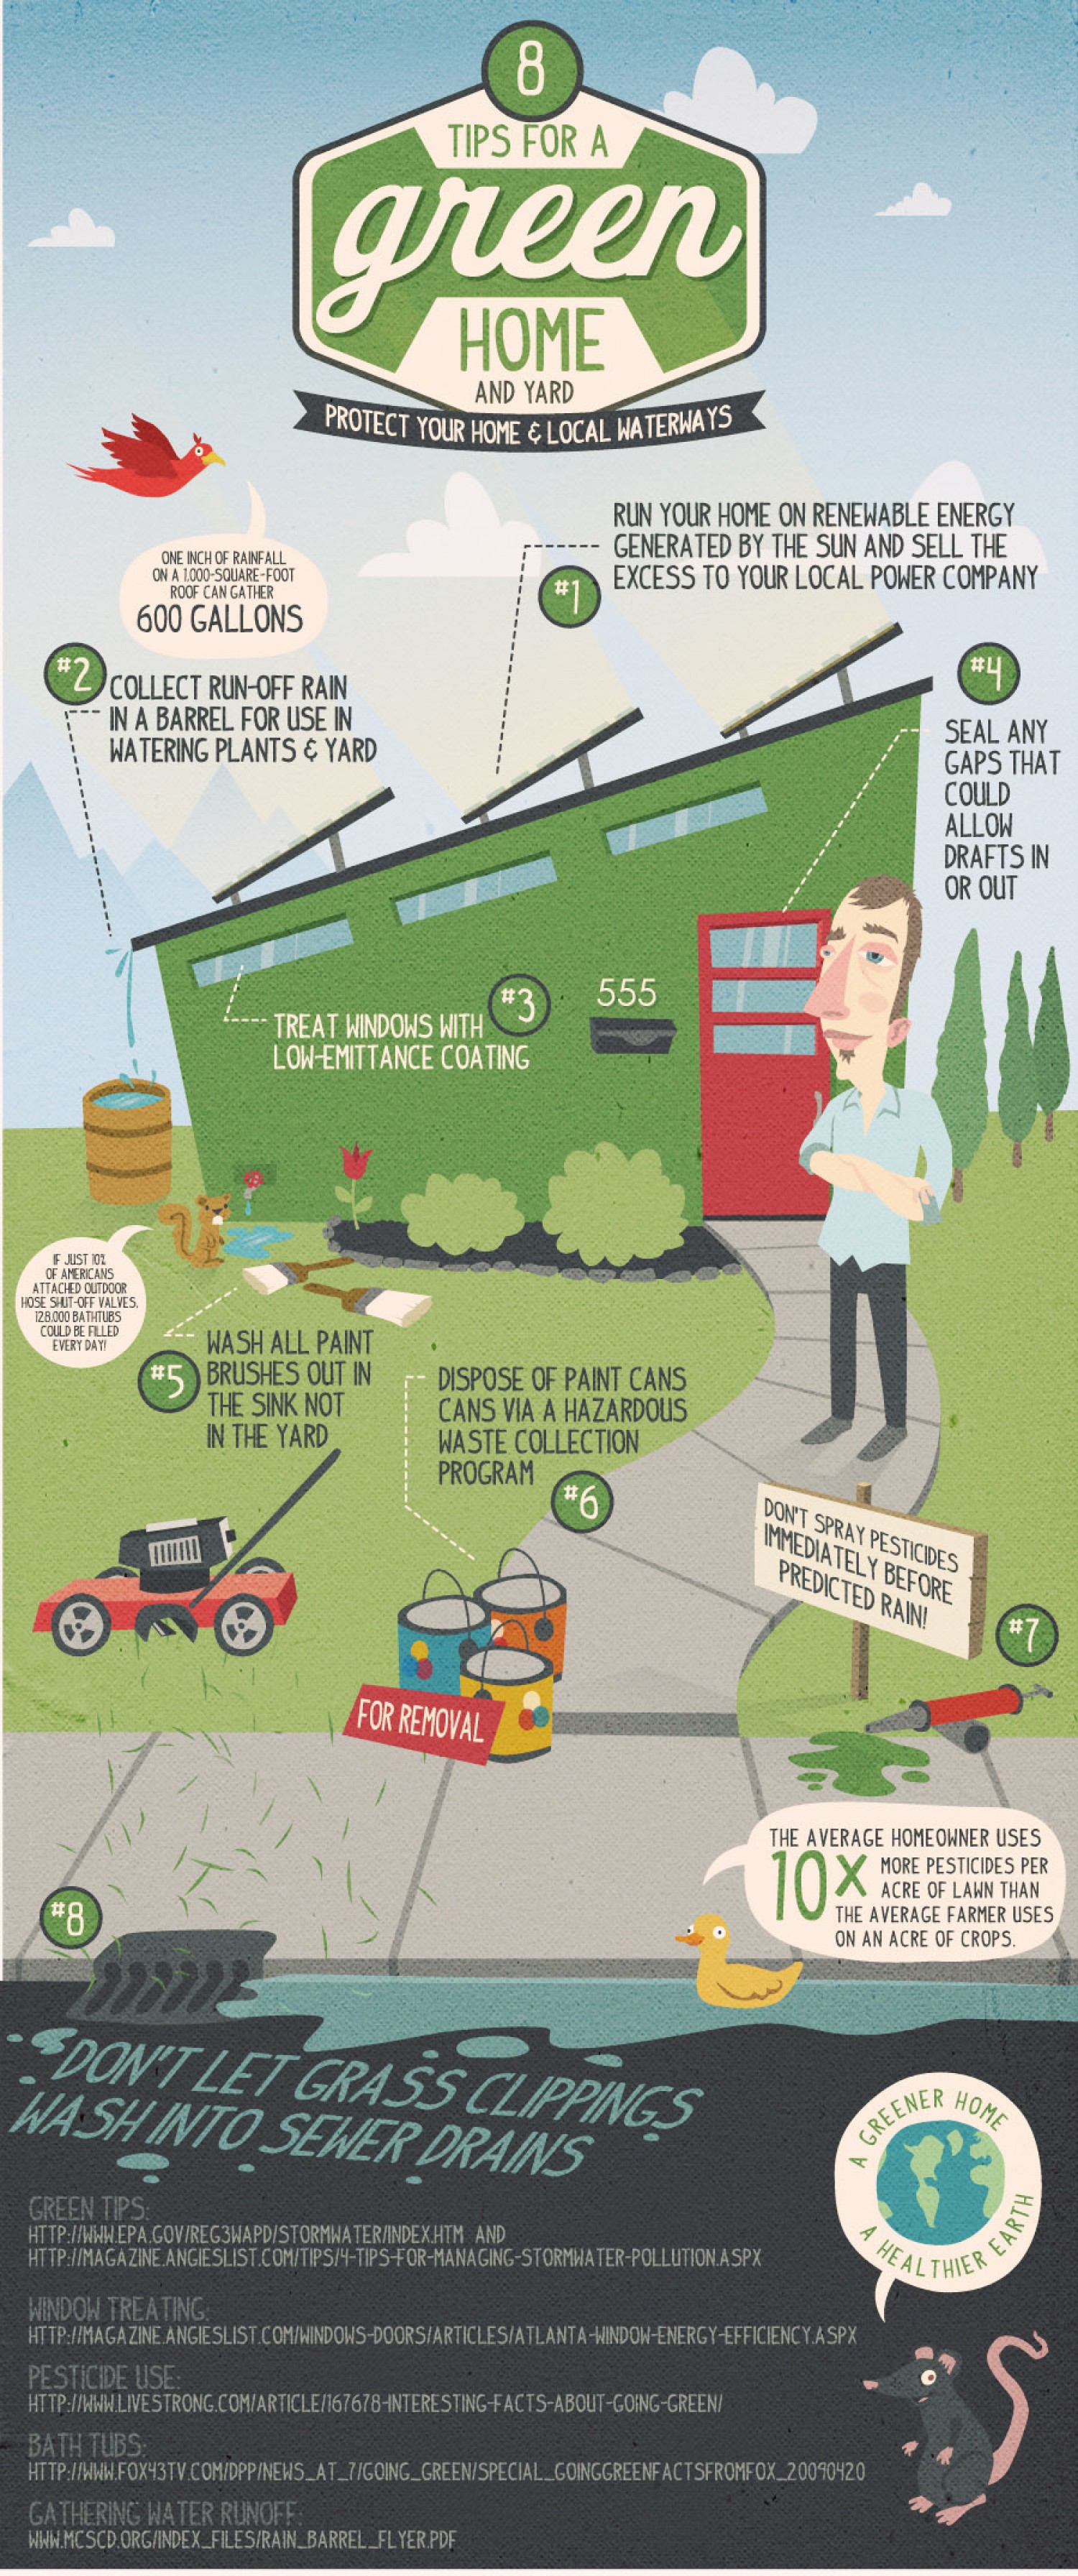 8
TIPS FOR A
green
HOME
AND YARD
PROTECT YOUR HOME & LOCAL WATERWAYS
RUN YOUR HOME ON RENEWABLE ENERGY
GENERATED BY THE SUN AND SELL THE
EXCESS TO YOUR LOCAL POWER COMPANY
#1
ONE INCH OF RAINFALL
ON A 1,000-SQUARE-FOOT
ROOF CAN GATHER
600 GALLONS
#2
COLLECT RUN-OFF RAIN
IN A BARREL FOR USE IN
WATERING PLANTS & YARD
#4
SEAL ANY
GAPS THAT
COULD
ALLOW
DRAFTS IN
OR OUT
#3
TREAT WINDOWS WITH
LOW-EMITTANCE COATING
555
IF JUST 10%
OF AMERICANS
ATTACHED OUTDOOR
HOSE SHUT-OFF VALVES,
128,000 BATHTUBS
COULD BE FILLED
EVERY DAY!
#5
WASH ALL PAINT
BRUSHES OUT IN
THE SINK NOT
IN THE YARD
DISPOSE OF PAINT CANS
CANS VIA A HAZARDOUS
WASTE COLLECTION
PROGRAM
#6
DON'T SPRAY PESTICIDES
IMMEDIATELY BEFORE
PREDICTED RAIN!
#7
FOR REMOVAL
THE AVERAGE HOMEOWNER USES
10X MORE PESTICIDES PER
ACRE OF LAWN THAN
THE AVERAGE FARMER USES
ON AN ACRE OF CROPS.
#8
DON'T LET GRASS CLIPPINGS
WASH INTO SEWER DRAINS
A GREENER HOME
A HEALTHIER EARTH
GREEN TIPS:
HTTP://WWW.EPA.GOV/REG3WAPD/STORMWATER/INDEX.HTM AND
HTTP://MAGAZINE.ANGIESLIST.COM/TIPS/4-TIPS-FOR-MANAGING-STORMWATER-POLLUTION.ASPX
WINDOW TREATING:
HTTP://MAGAZINE.ANGIESLIST.COM/WINDOWS-DOORS/ARTICLES/ATLANTA-WINDOW-ENERGY-EFFICIENCY.ASPX
PESTICIDE USE:
HTTP://WWW.LIVESTRONG.COM/ARTICLE/167678-INTERESTING-FACTS-ABOUT-GOING-GREEN/
BATH TUBS:
HTTP://WWW.FOX43TV.COM/DPP/NEWS_AT_7/GOING_GREEN/SPECIAL_GOINGGREENFACTSFROMFOX_20090420
GATHERING WATER RUNOFF:
WWW.MCSCD.ORG/INDEX_FILES/RAIN_BARREL_FLYER.PDF